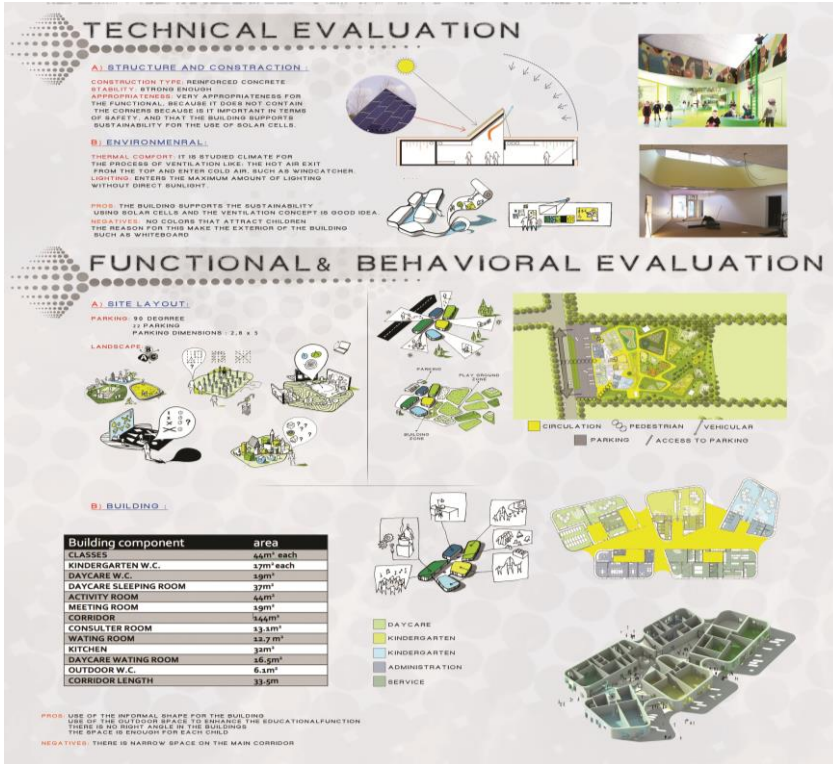 TECHNICAL EVALUATION
A) STRUCTURE AND CONSTRACTION :
CONSTRUCTION TYPE: REINFORCED CONCRETE
STABILITY: STRONG ENOUGH
APPROPRIATENESS: VERY APPROPRIATENESS FOR
THE FUNCTIONAL, BECAUSE IT DOES NOT CONTAIN
THE CORNERS BECAUSE IS IT IMPORTANT IN TERMS
OF SAFETY, AND THAT THE BUILDING SUPPORTS
SUSTAINABILITY FOR THE USE OF SOLAR CELLS.
B) ENVIRONMENRAL:
THERMAL COMFORT: IT IS STUDIED CLIMATE FOR
THE PROCESS OF VENTILATION LIKE: THE HOT AIR EXIT
FROM THE TOP AND ENTER COLD AIR, SUCH AS WINDCATCHER.
LIGHTING: ENTERS THE MAXIMUM AMOUNT OF LIGHTING
WITHOUT DIRECT SUNLIGHT.
PROS: THE BUILDING SUPPORTS THE SUSTAINABILITY
USING SOLAR CELLS AND THE VENTILATION CONCEPT IS GOOD IDEA.
NEGATIVES: NO COLORS THAT ATTRACT CHILDREN
THE REASON FOR THIS MAKE THE EXTERIOR OF THE BUILDING
SUCH AS WHITEBOARD
FUNCTIONAL & BEHAVIORAL EVALUATION
A) SITE LAYOUT:
PARKING: 90 DEGRREE
22 PARKING
PARKING DIMENSIONS - 2,8 x 5
LANDSCAPE
PARKING
PLAY GROUND
ZONE
BUILDING
ZONE
CIRCULATION
PEDESTRIAN
VEHICULAR
PARKING
ACCESS TO PARKING
B) BUILDING :
Building component area
CLASSES 44m² each
KINDERGARTEN W.C. 17m² each
DAYCARE W.C. 19m²
DAYCARE SLEEPING ROOM 37m²
ACTIVITY ROOM 44m²
MEETING ROOM 19m²
CORRIDOR 144m²
CONSULTER ROOM 13.1m²
WATING ROOM 12.7 m²
KITCHEN 32m²
DAYCARE WATING ROOM 16.5m²
OUTDOOR W.C. 6.1m²
CORRIDOR LENGTH 33.5m
DAYCARE
KINDERGARTEN
KINDERGARTEN
ADMINISTRATION
SERVICE
PROS: USE OF THE INFORMAL SHAPE FOR THE BUILDING
USE OF THE OUTDOOR SPACE TO ENHANCE THE EDUCATIONALFUNCTION
THERE IS NO RIGHT ANGLE IN THE BUILDINGS
THE SPACE IS ENOUGH FOR EACH CHILD
NEGATIVES: THERE IS NARROW SPACE ON THE MAIN CORRIDOR